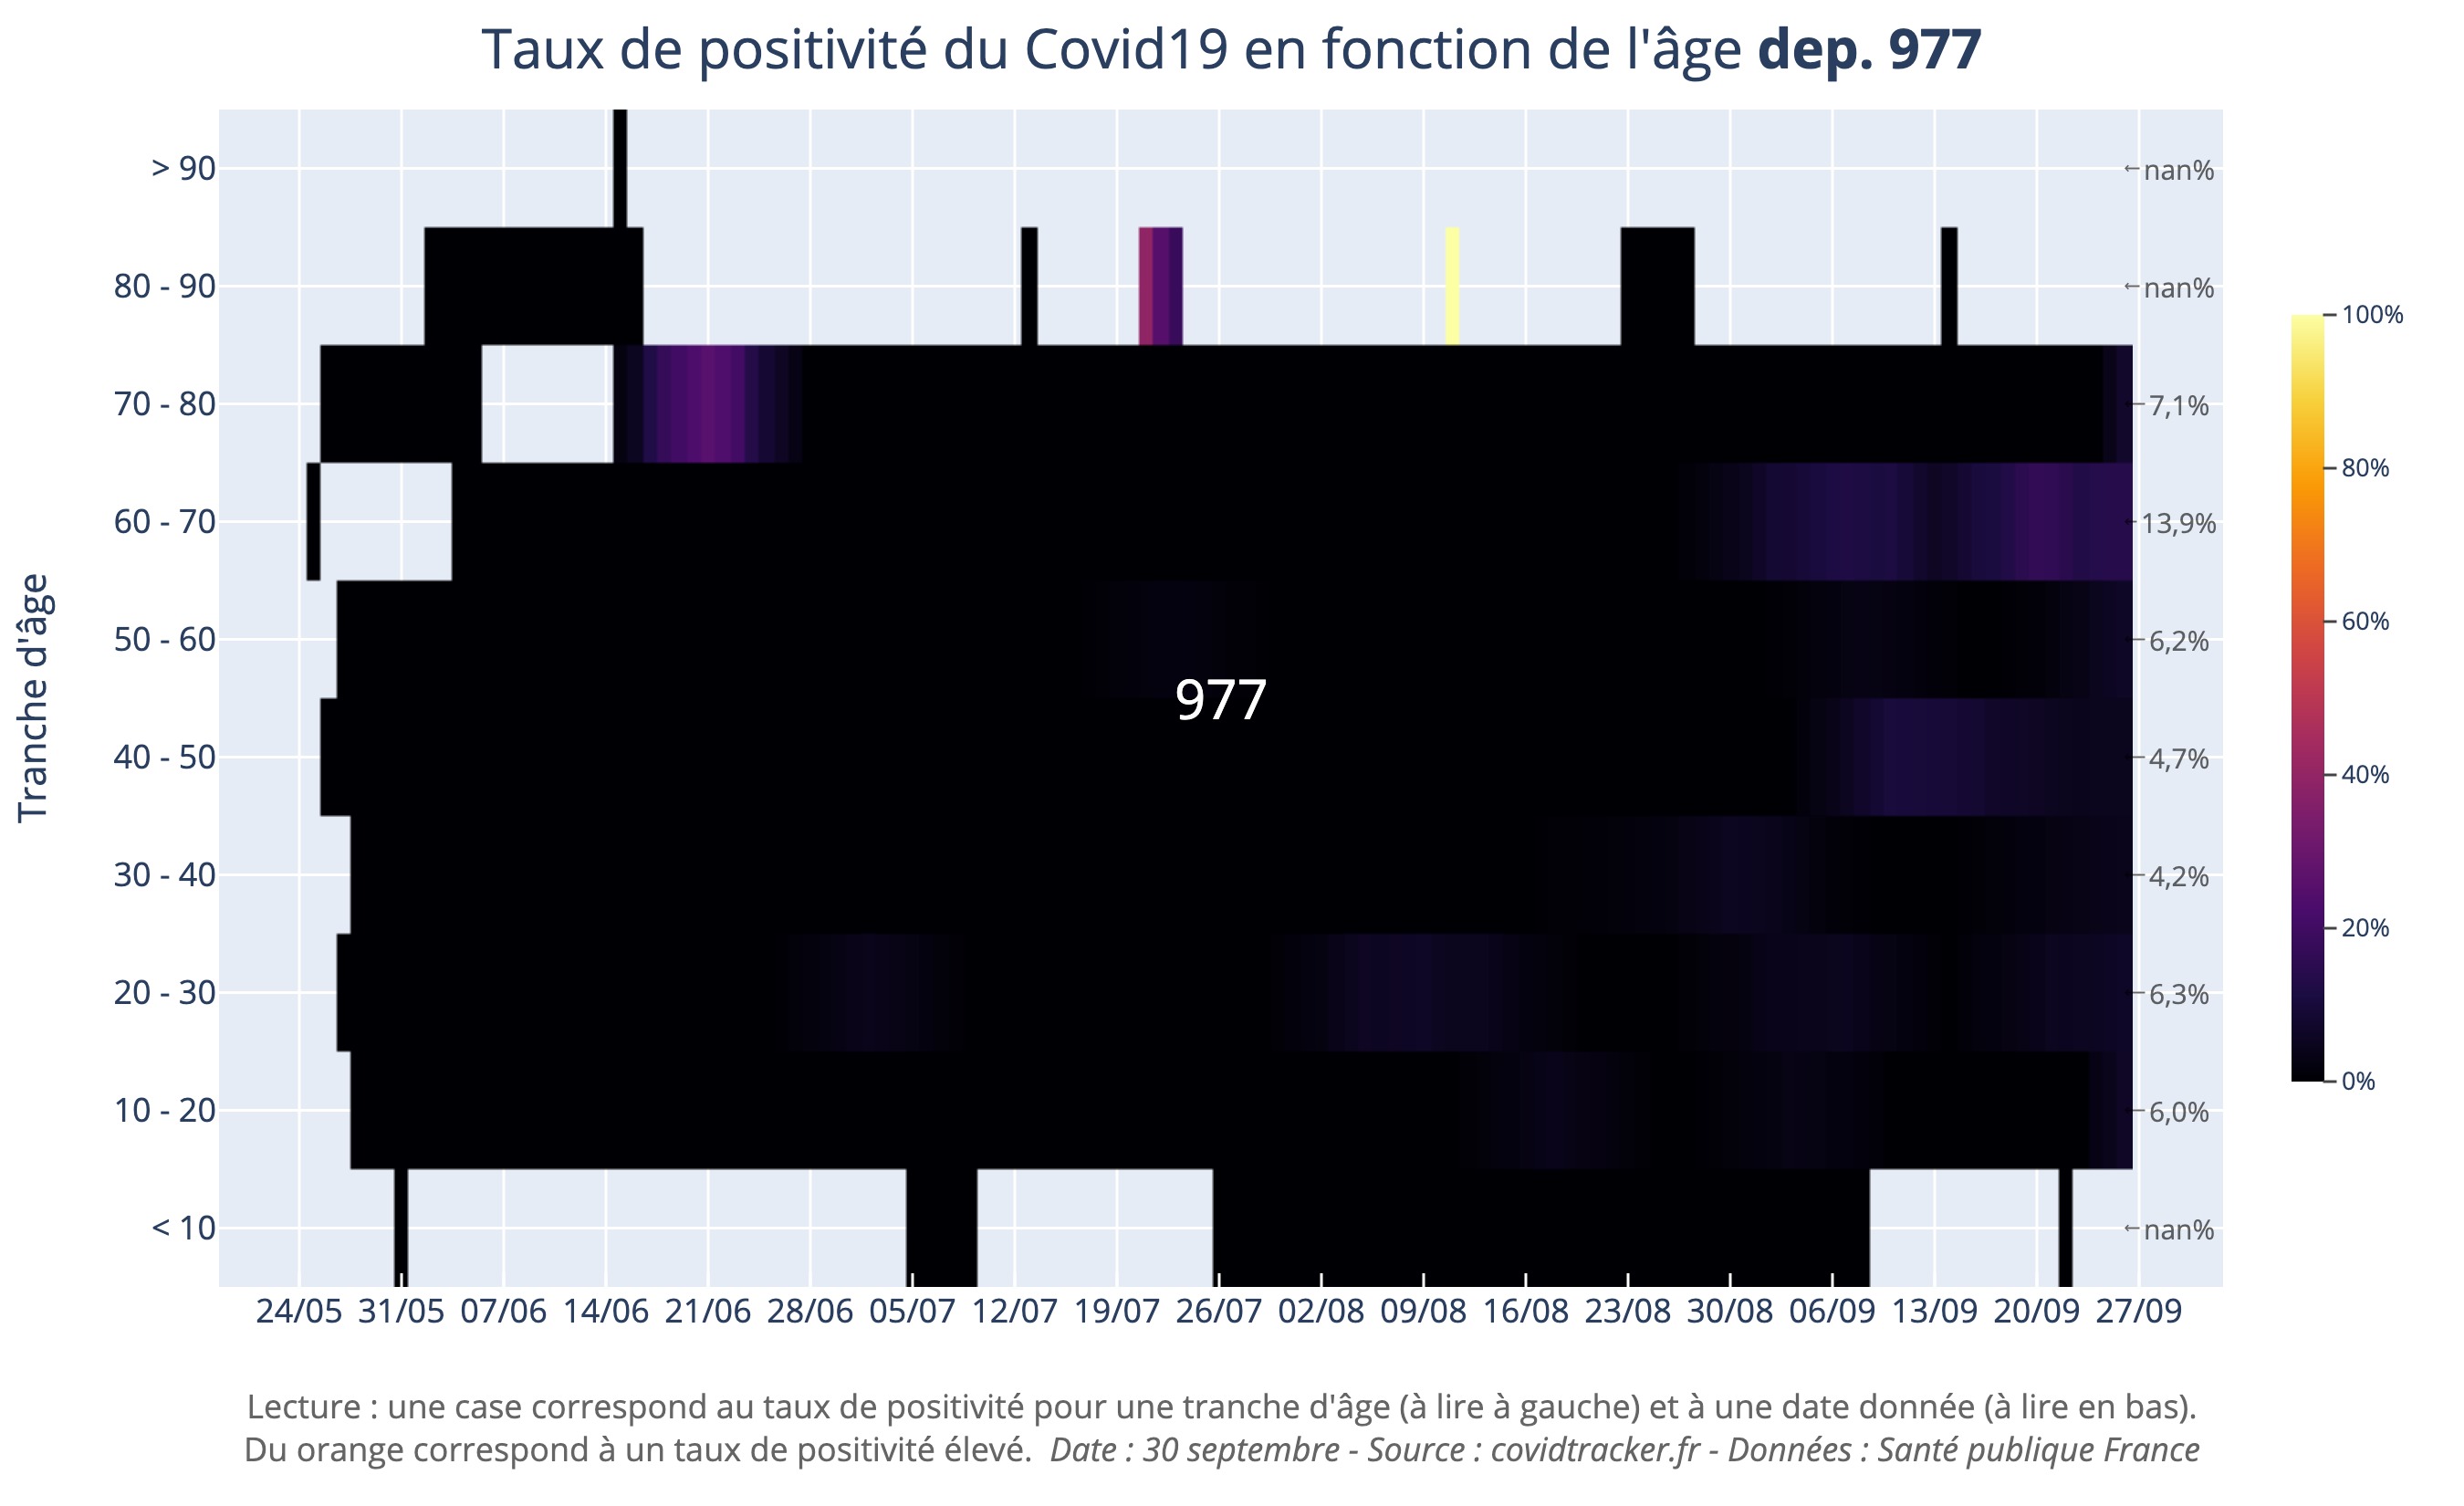 Taux de positivité du Covid19 en fonction de l'âge dep. 977
Tranche d'âge
> 90
80 - 90
70 - 80
60 - 70
50 - 60
40 - 50
30 - 40
20 - 30
10 - 20
< 10
977
←nan%
←nan%
7,1%
13,9%
6,2%
4,7%
4,2%
6,3%
6,0%
←nan%
100%
80%
60%
40%
20%
0%
24/05 31/05 07/06 14/06 21/06 28/06 05/07 12/07 19/07 26/07 02/08 09/08 16/08 23/08 30/08 06/09 13/09 20/09 27/09
Lecture : une case correspond au taux de positivité pour une tranche d'âge (à lire à gauche) et à une date donnée (à lire en bas).
Du orange correspond à un taux de positivité élevé. Date : 30 septembre - Source : covidtracker.fr - Données : Santé publique France